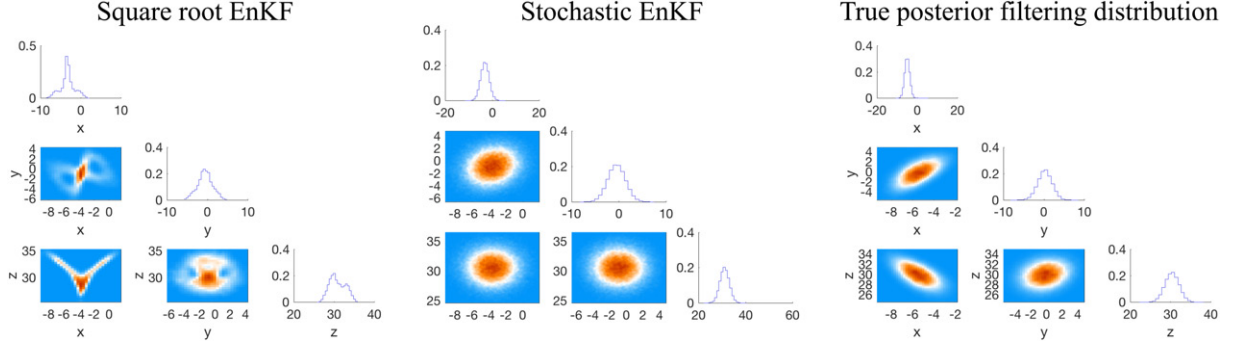 Square root EnKF
Stochastic EnKF
True posterior filtering distribution
0.5
0
-10 0 10
x
y
4
2
0
-2
-4
-6
-8 -6 -4 -2 0
x
0.4
0.2
0
-10 0 10
y
z
35
30
-8 -6 -4 -2 0
x
z
35
30
-4 -2 0 2 4
y
0.4
0.2
0
20 30 40
z
0.4
0.2
0
-20 0 20
4
2
0
-2
-4
-6
-8 -6 -4 -2 0
0.4
0.2
0
-10 0 10
35
30
25
-8 -6 -4 -2 0
-6 -4 -2 0 2 4
0.4
0.2
0
20 40 60
0.4
0.2
0
-20 0 20
x
y
4
2
0
-2
-4
-8 -6 -4 -2
x
0.4
0.2
0
-10 0 10
y
z
34
32
30
28
26
-8 -6 -4 -2
x
z
34
32
30
28
26
-4 -2 0 2 4
y
0.4
0.2
0
20 30 40
z